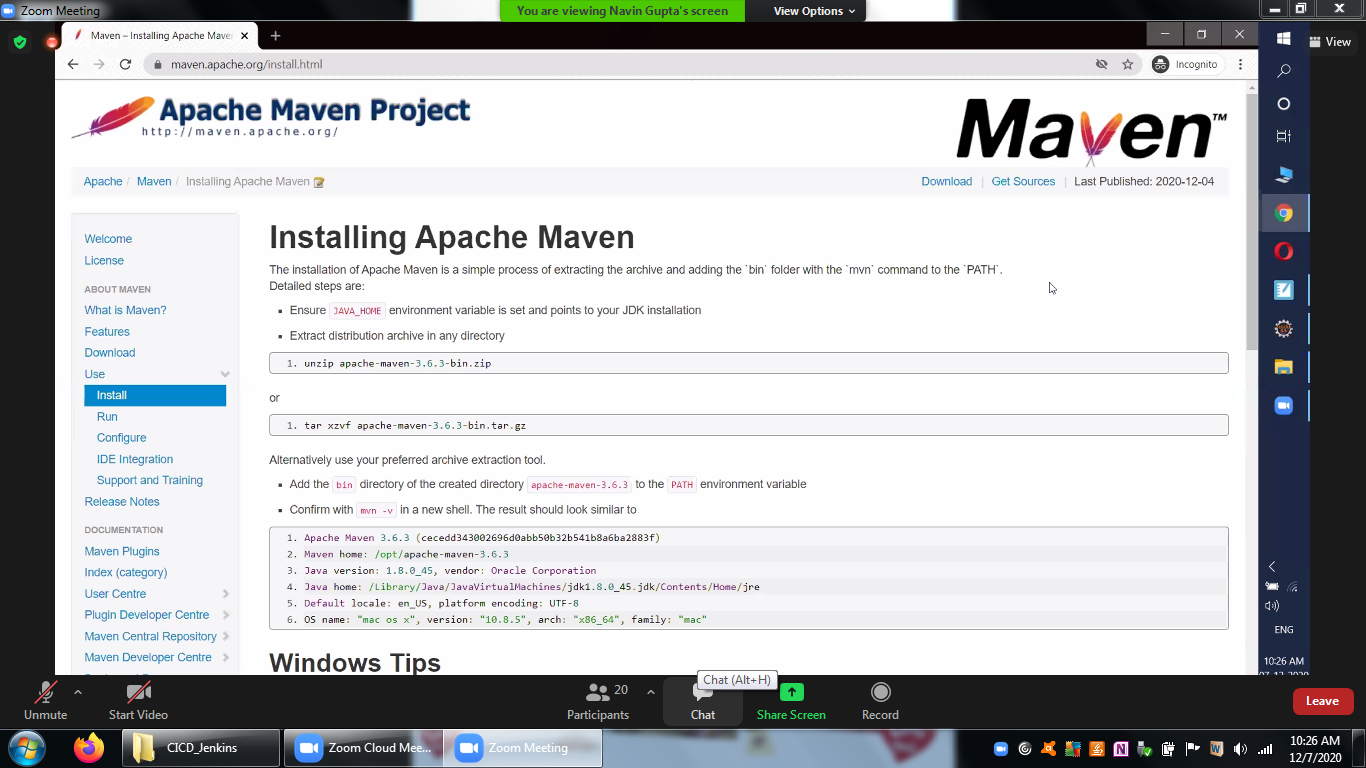 Zoom Meeting
You are viewing Navin Gupta's screen
View Options
Maven – Installing Apache Maven
View
maven.apache.org/install.html
Incognito
Apache Maven Project
http://maven.apache.org/
Maven™
Apache / Maven / Installing Apache Maven
Download | Get Sources | Last Published: 2020-12-04
Welcome
License
ABOUT MAVEN
What is Maven?
Features
Download
Use
Install
Run
Configure
IDE Integration
Support and Training
Release Notes
DOCUMENTATION
Maven Plugins
Index (category)
User Centre
Plugin Developer Centre
Maven Central Repository
Maven Developer Centre
Installing Apache Maven
The installation of Apache Maven is a simple process of extracting the archive and adding the `bin` folder with the `mvn` command to the `PATH`.
Detailed steps are:
Ensure JAVA_HOME environment variable is set and points to your JDK installation
Extract distribution archive in any directory
1. unzip apache-maven-3.6.3-bin.zip
or
1. tar xzvf apache-maven-3.6.3-bin.tar.gz
Alternatively use your preferred archive extraction tool.
Add the bin directory of the created directory apache-maven-3.6.3 to the PATH environment variable
Confirm with mvn -v in a new shell. The result should look similar to
1. Apache Maven 3.6.3 (cecedd343002696d0abb50b32b541b8a6ba2883f)
2. Maven home: /opt/apache-maven-3.6.3
3. Java version: 1.8.0_45, vendor: Oracle Corporation
4. Java home: /Library/Java/JavaVirtualMachines/jdk1.8.0_45.jdk/Contents/Home/jre
5. Default locale: en_US, platform encoding: UTF-8
6. OS name: "mac os x", version: "10.8.5", arch: "x86_64", family: "mac"
Windows Tips
ENG
10:26 AM
Chat (Alt+H)
20
Unmute
Start Video
Participants
Chat
Share Screen
Record
Leave
CICD_Jenkins
Zoom Cloud Mee...
Zoom Meeting
10:26 AM
12/7/2020